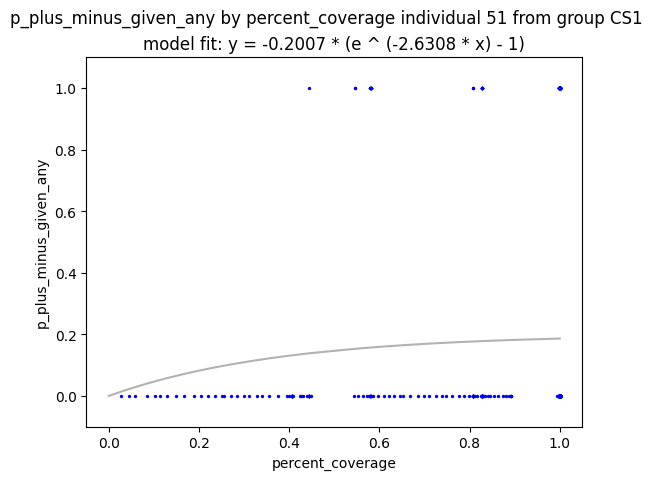 p_plus_minus_given_any by percent_coverage individual 51 from group CS1
model fit: y = -0.2007 * (e ^ (-2.6308 * x) - 1)
1.0
0.8
0.6
0.4
0.2
0.0
p_plus_minus_given_any
0.0 0.2 0.4 0.6 0.8 1.0
percent_coverage